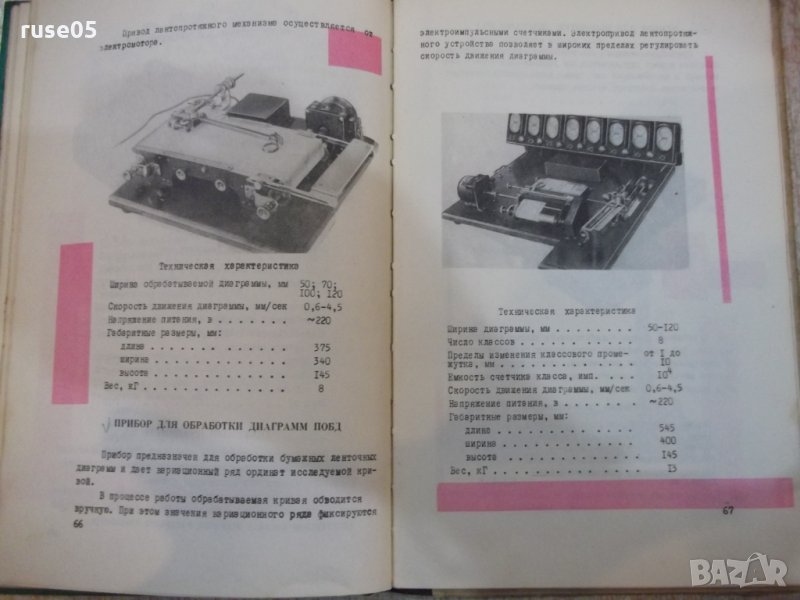 ruse05
Привод лентопротяжного механизма осуществляется от
электромотора.
Техническая характеристика
Ширина обрабатываемой диаграммы, мм 50; 70;
100; 120
Скорость движения диаграммы, мм/сек 0,6-4,5
Напряжение питания, в . . . . . . . ~220
Габаритные размеры, мм:
длина . . . . . . . . . . 375
ширина . . . . . . . . . 340
высота . . . . . . . . . 145
Вес, кГ . . . . . . . . . . . . . . 8
ПРИБОР ДЛЯ ОБРАБОТКИ ДИАГРАММ ПОБД
Прибор предназначен для обработки бумажных ленточных
диаграмм и дает вариационный ряд ординат исследуемой кри-
вой.
В процессе работы обрабатываемая кривая обводится
вручную. При этом значения вариационного ряда фиксируются
66
электроимпульсными счетчиками. Электропривод лентопротяж-
ного устройства позволяет в широких пределах регулировать
скорость движения диаграммы.
Техническая характеристика
Ширина диаграммы, мм . . . . . . . . 50-120
Число классов . . . . . . . . . . . 8
Пределы изменения классового проме- от 1 до
жутка, мм . . . . . . . . . . . . . 10
Емкость счетчика класса, имп. . . . . 10⁴
Скорость движения диаграммы, мм/сек 0,6-4,5
Напряжение питания, в . . . . . . . ~220
Габаритные размеры, мм:
длина . . . . . . . . . . 545
ширина . . . . . . . . . 400
высота . . . . . . . . . 145
Вес, кГ . . . . . . . . . . . . . . 13
67
BAZAR